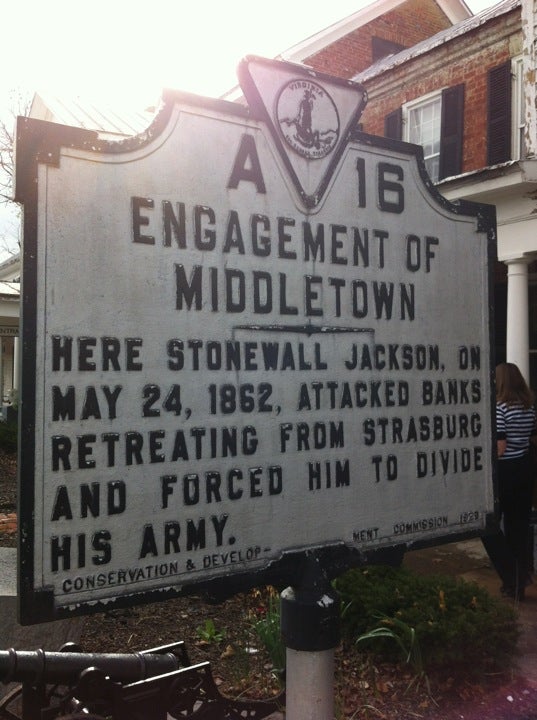 VIRGINIA
A 16
ENGAGEMENT OF
MIDDLETOWN
HERE STONEWALL JACKSON, ON
MAY 24, 1862, ATTACKED BANKS
RETREATING FROM STRASBURG
AND FORCED HIM TO DIVIDE
HIS ARMY.
CONSERVATION & DEVELOP- MENT COMMISSION 1929